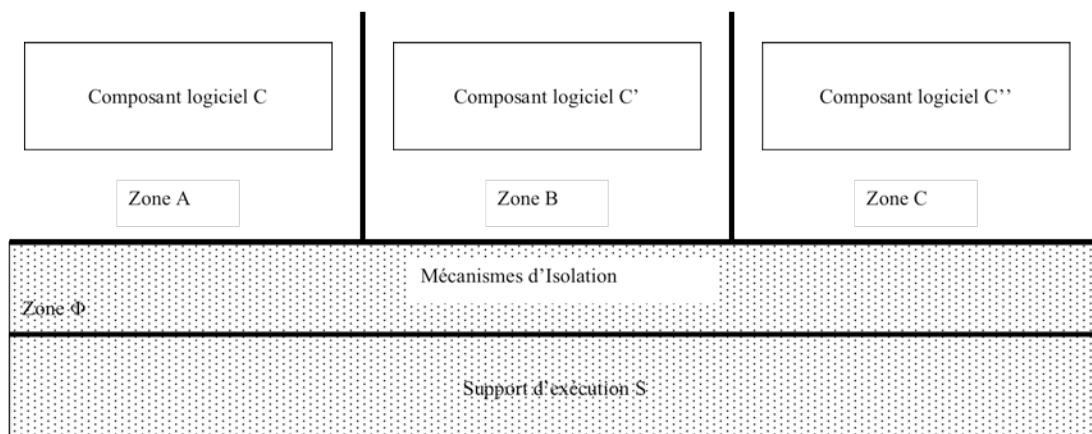 Composant logiciel C
Composant logiciel C’
Composant logiciel C’’
Zone A
Zone B
Zone C
Mécanismes d’Isolation
Zone Φ
Support d’exécution S